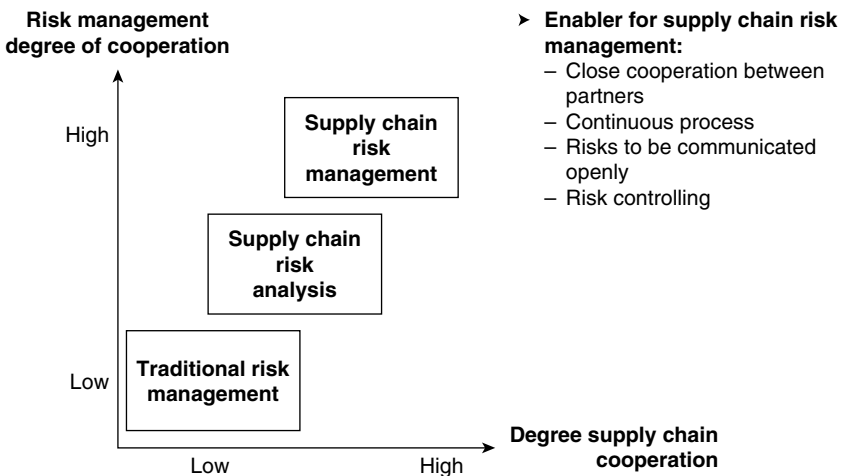 Risk management
degree of cooperation
High
Low
Supply chain
risk
management
Supply chain
risk
analysis
Traditional risk
management
Low
High
Degree supply chain
cooperation
➤ Enabler for supply chain risk
management:
– Close cooperation between
partners
– Continuous process
– Risks to be communicated
openly
– Risk controlling